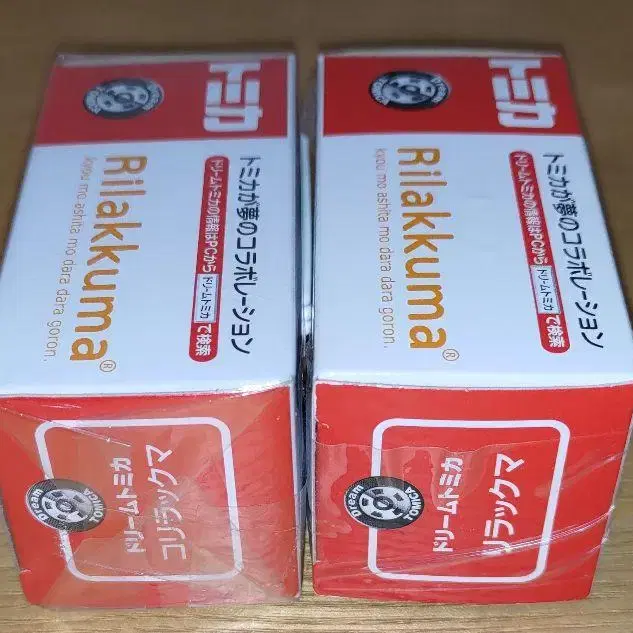 トミカ
トミカが夢のコラボレーション
ドリームトミカの情報はPCから ドリームトミカ で検索
Rilakkuma®
kyou mo ashita mo dara dara goron.
Dream TOMICA
ドリームトミカ
コリラックマ
トミカ
トミカが夢のコラボレーション
ドリームトミカの情報はPCから ドリームトミカ で検索
Rilakkuma®
kyou mo ashita mo dara dara goron.
Dream TOMICA
ドリームトミカ
リラックマ